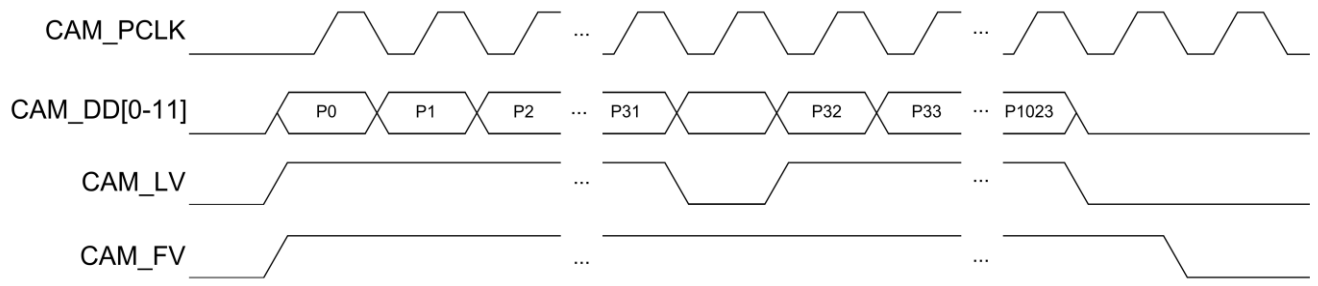 CAM_PCLK ... ...
CAM_DD[0-11] P0 P1 P2 ... P31 P32 P33 ... P1023
CAM_LV ... ...
CAM_FV ... ...